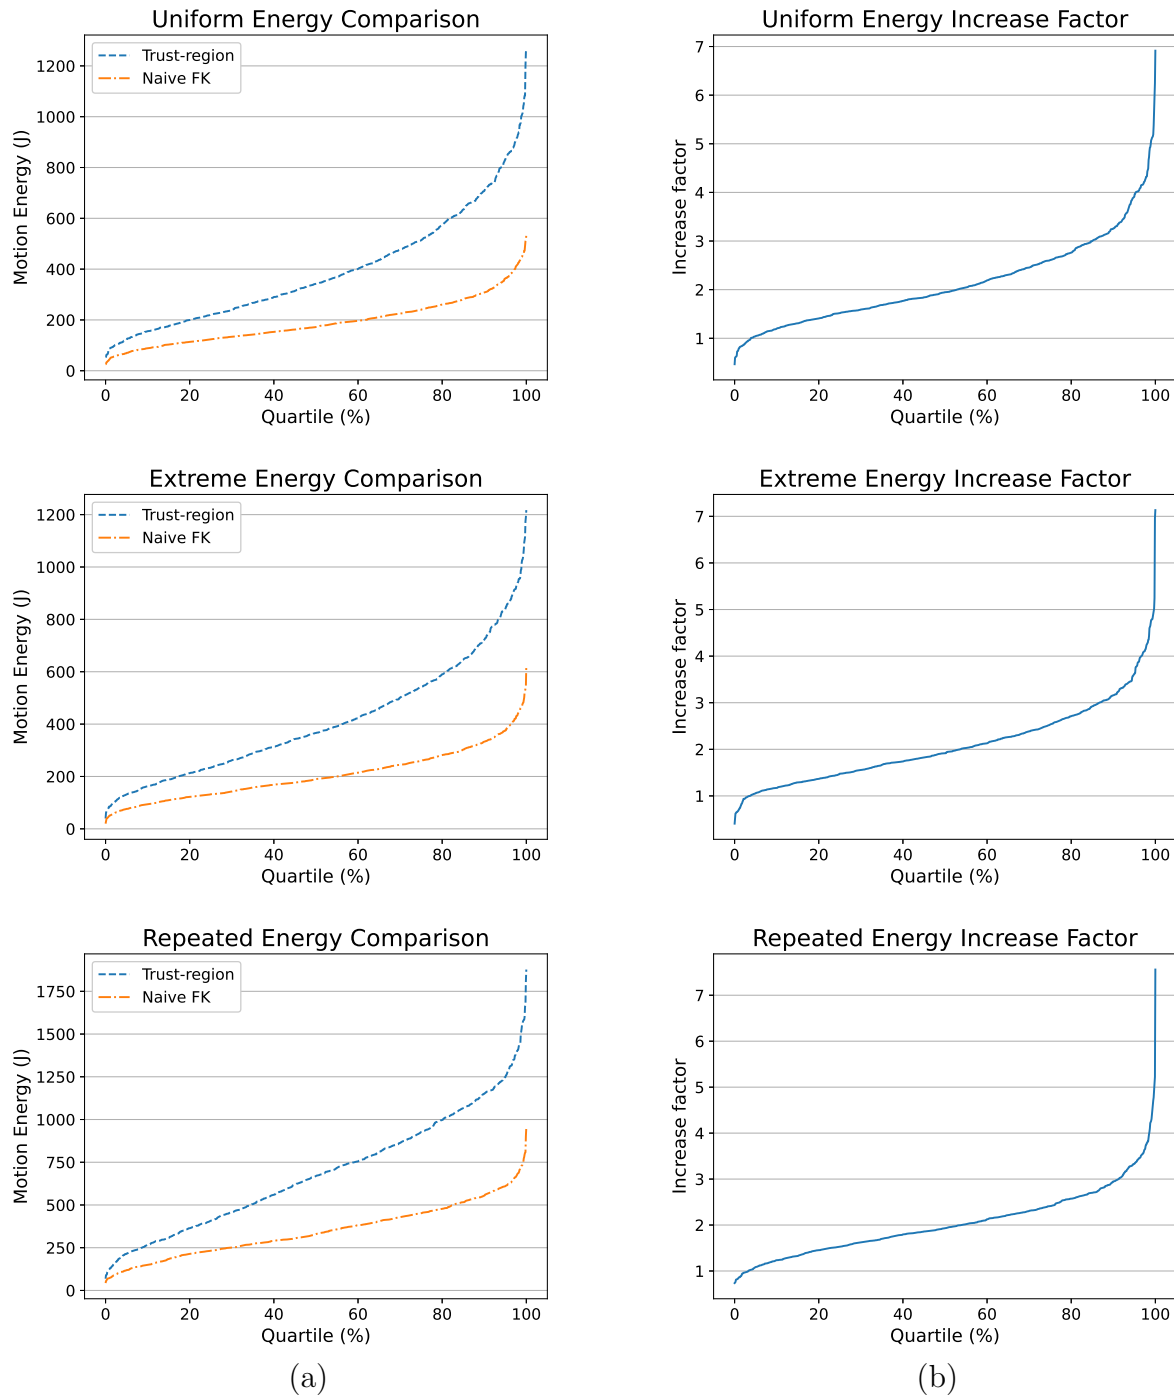 Uniform Energy Comparison
Trust-region
Naive FK
Motion Energy (J)
1200
1000
800
600
400
200
0
0 20 40 60 80 100
Quartile (%)
Uniform Energy Increase Factor
Increase factor
7
6
5
4
3
2
1
0 20 40 60 80 100
Quartile (%)
Extreme Energy Comparison
Trust-region
Naive FK
Motion Energy (J)
1200
1000
800
600
400
200
0
0 20 40 60 80 100
Quartile (%)
Extreme Energy Increase Factor
Increase factor
7
6
5
4
3
2
1
0 20 40 60 80 100
Quartile (%)
Repeated Energy Comparison
Trust-region
Naive FK
Motion Energy (J)
1750
1500
1250
1000
750
500
250
0
0 20 40 60 80 100
Quartile (%)
Repeated Energy Increase Factor
Increase factor
7
6
5
4
3
2
1
0 20 40 60 80 100
Quartile (%)
(a)
(b)